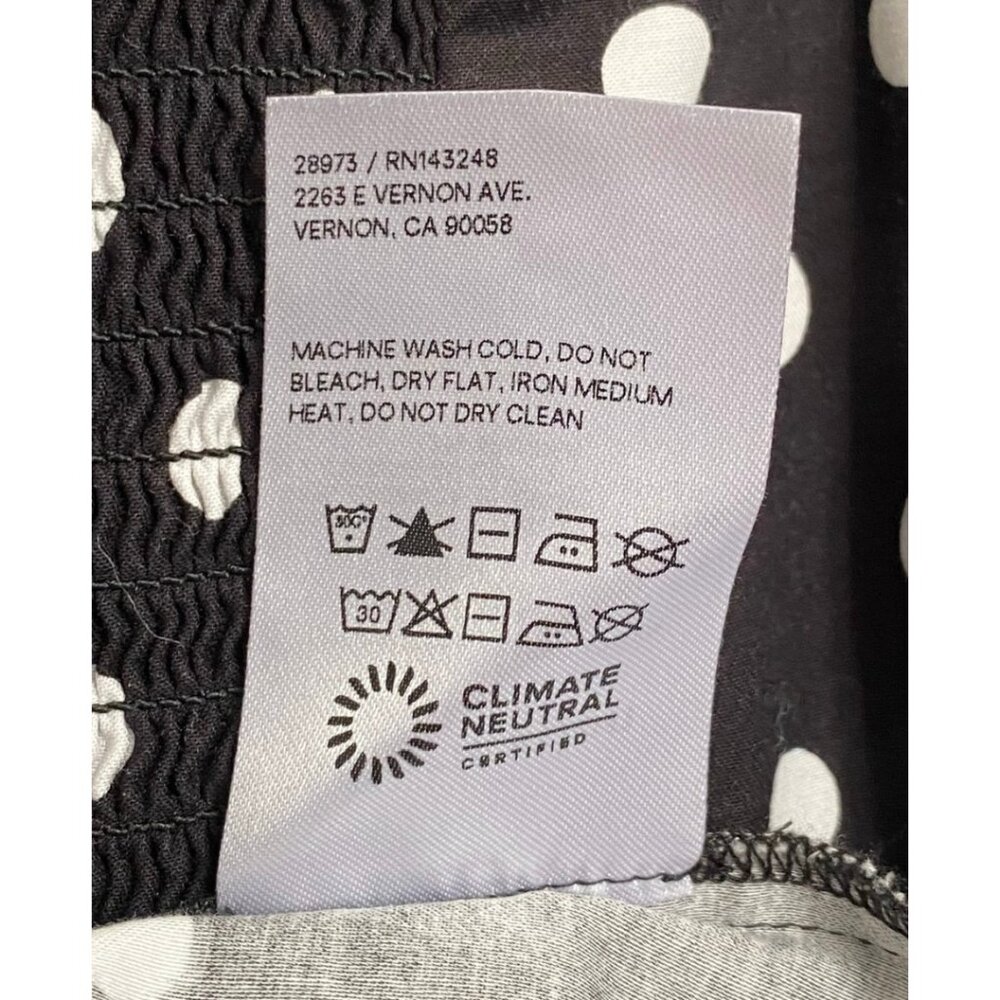 28973 / RN143248
2263 E VERNON AVE.
VERNON, CA 90058
MACHINE WASH COLD, DO NOT
BLEACH, DRY FLAT, IRON MEDIUM
HEAT, DO NOT DRY CLEAN
30C°
30
CLIMATE
NEUTRAL
CERTIFIED